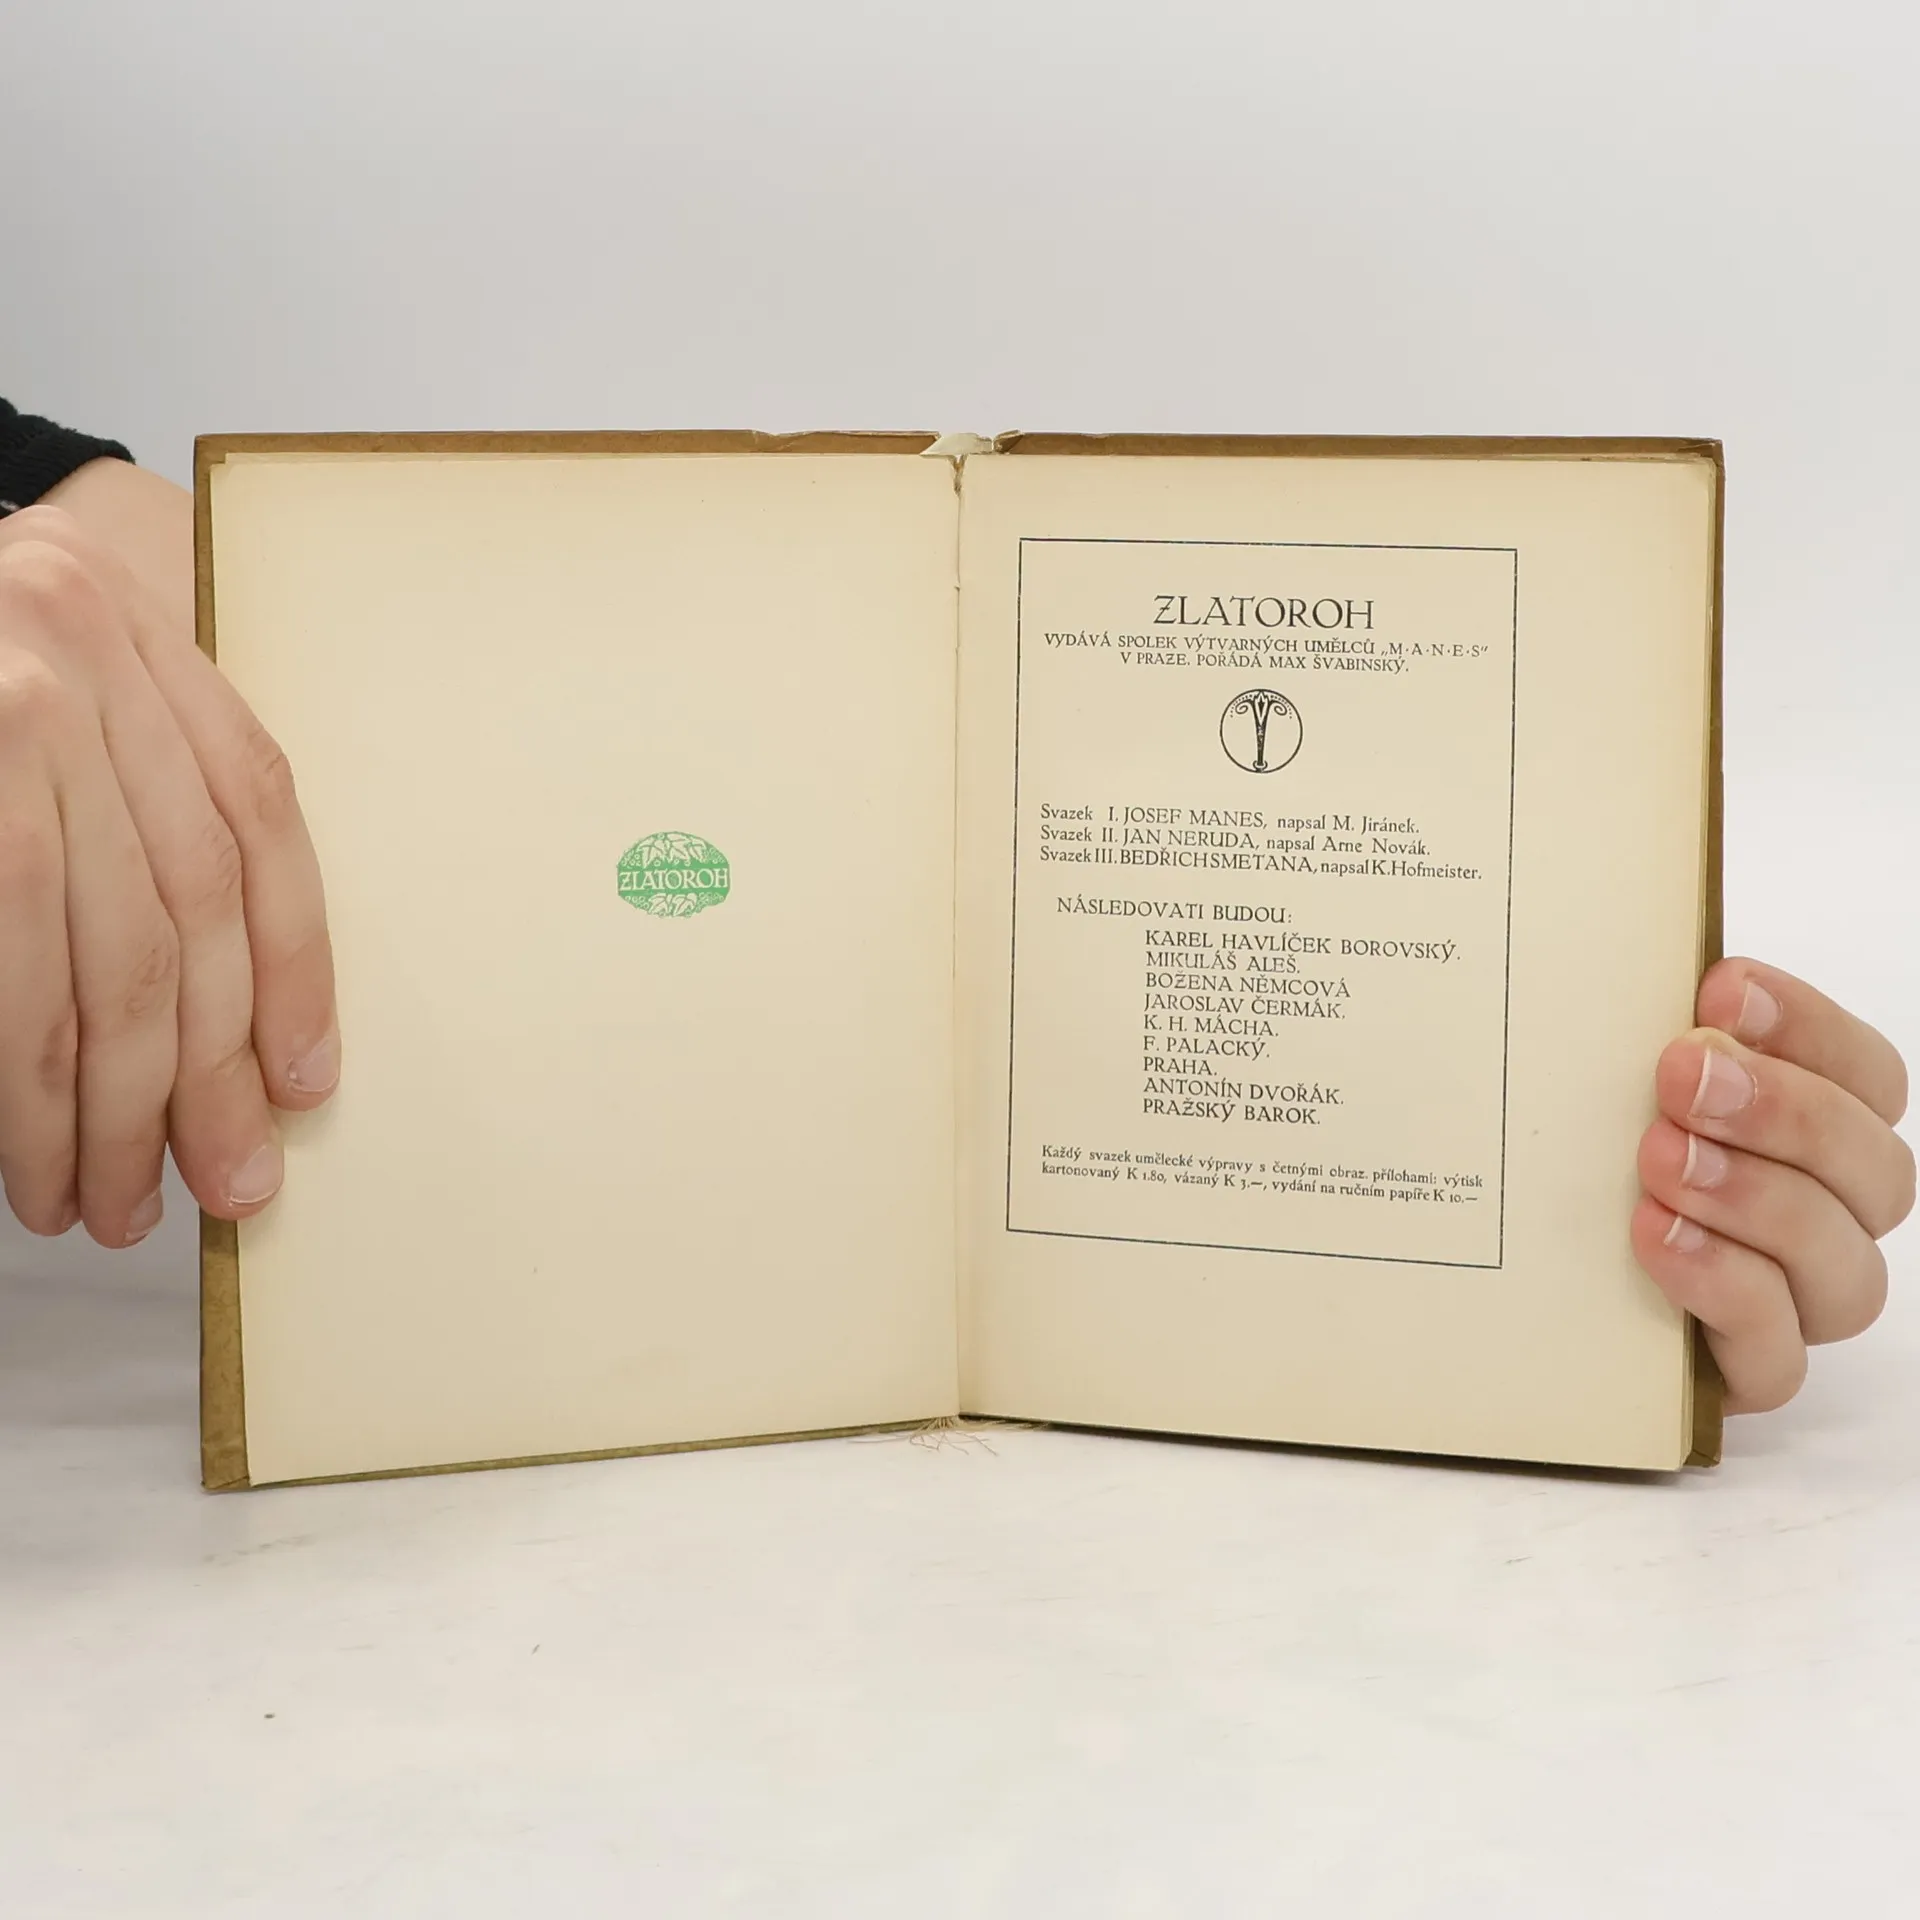 ZLATOROH
ZLATOROH
VYDÁVÁ SPOLEK VÝTVARNÝCH UMĚLCŮ „M·A·N·E·S"
V PRAZE. POŘÁDÁ MAX ŠVABINSKÝ.
Svazek I. JOSEF MANES, napsal M. Jiránek.
Svazek II. JAN NERUDA, napsal Arne Novák.
Svazek III. BEDŘICH SMETANA, napsal K. Hofmeister.
NÁSLEDOVATI BUDOU:
KAREL HAVLÍČEK BOROVSKÝ.
MIKULÁŠ ALEŠ.
BOŽENA NĚMCOVÁ
JAROSLAV ČERMÁK.
K. H. MÁCHA.
F. PALACKÝ.
PRAHA.
ANTONÍN DVOŘÁK.
PRAŽSKÝ BAROK.
Každý svazek umělecké výpravy s četnými obraz. přílohami: výtisk
kartonovaný K 1.80, vázaný K 3.—, vydání na ručním papíře K 10.—